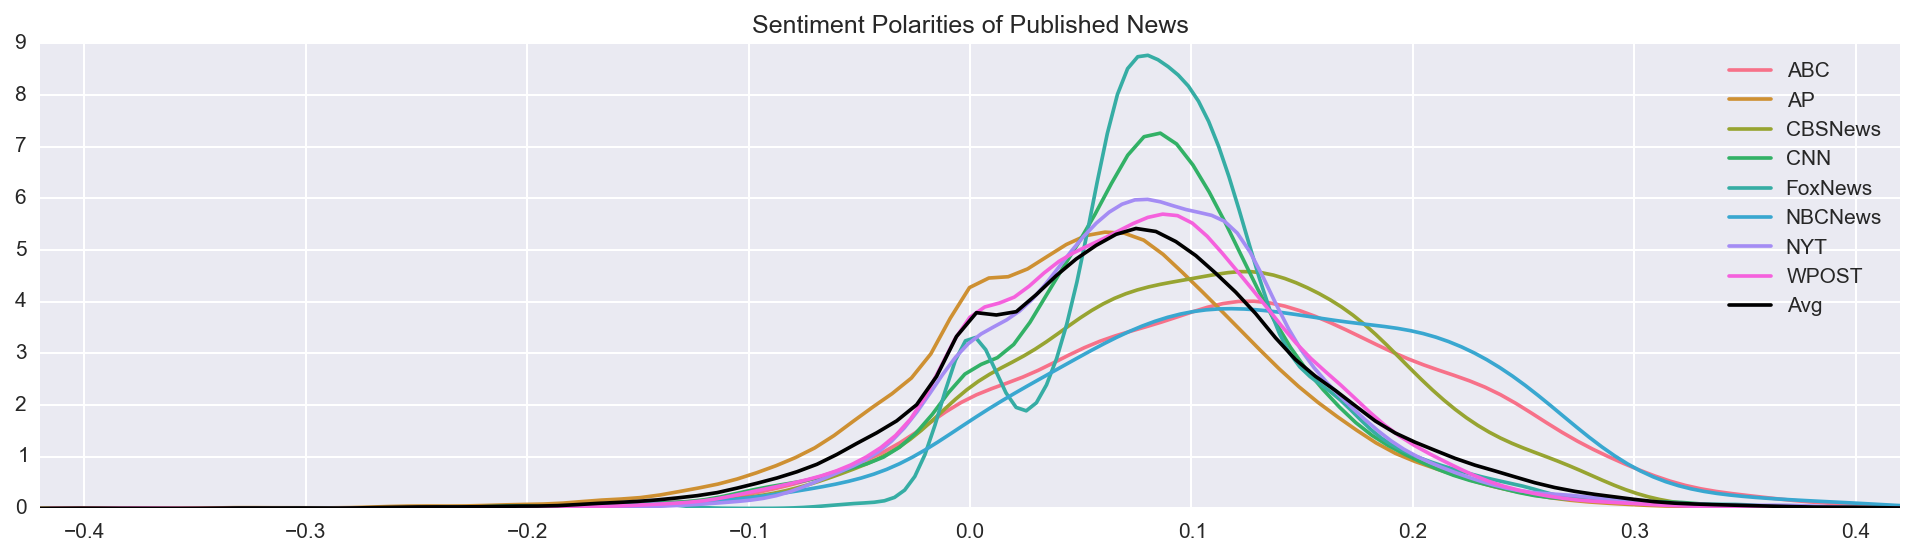 Sentiment Polarities of Published News
9
8
7
6
5
4
3
2
1
0
−0.4 −0.3 −0.2 −0.1 0.0 0.1 0.2 0.3 0.4
ABC
AP
CBSNews
CNN
FoxNews
NBCNews
NYT
WPOST
Avg